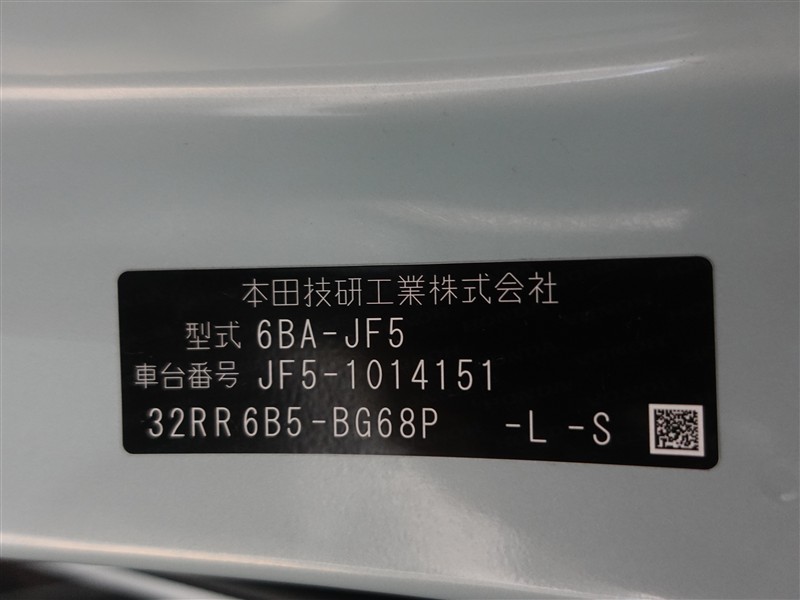 本田技研工業株式会社
型式 6BA-JF5
車台番号 JF5-1014151
32RR6B5-BG68P -L -S